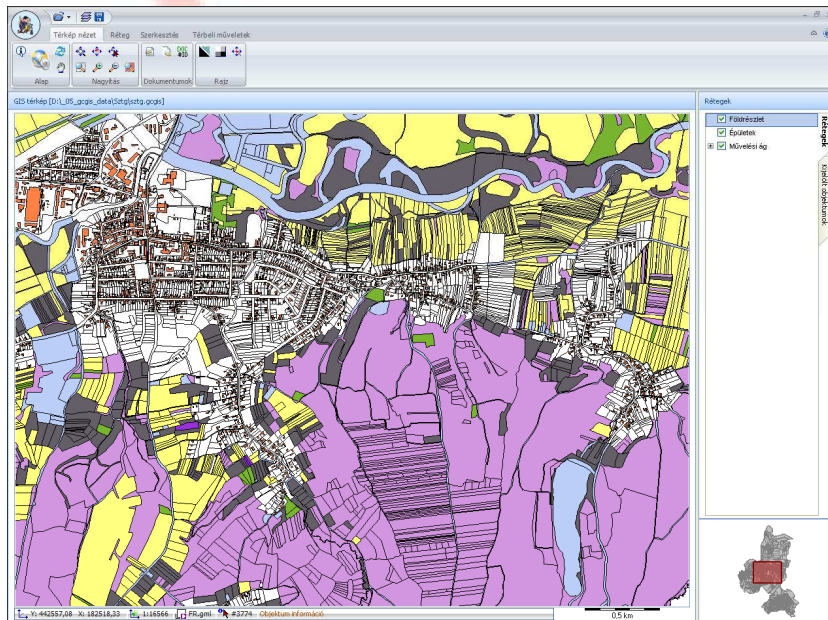 Térkép nézet Réteg Szerkesztés Térbeli műveletek
Alap Nagyítás Dokumentumok Rajz
GIS térkép [D:\_05_gcgis_data\Sztg\sztg.gcgis]
Rétegek
Földrészlet
Épületek
Művelési ág
Rétegek
Kijelölt objektumok
Y: 442557,08 X: 182518,33 1:16566 FR.gml #3774 Objektum információ
0,5 km